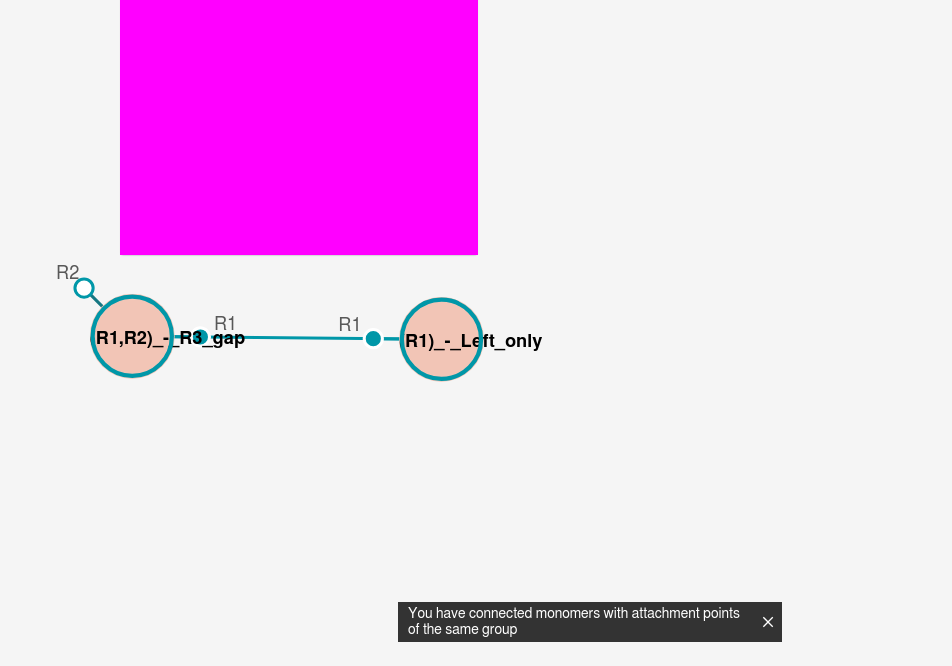 R2
R1
R1
R1,R2)_-_R3_gap
R1)_-_Left_only
You have connected monomers with attachment points
of the same group